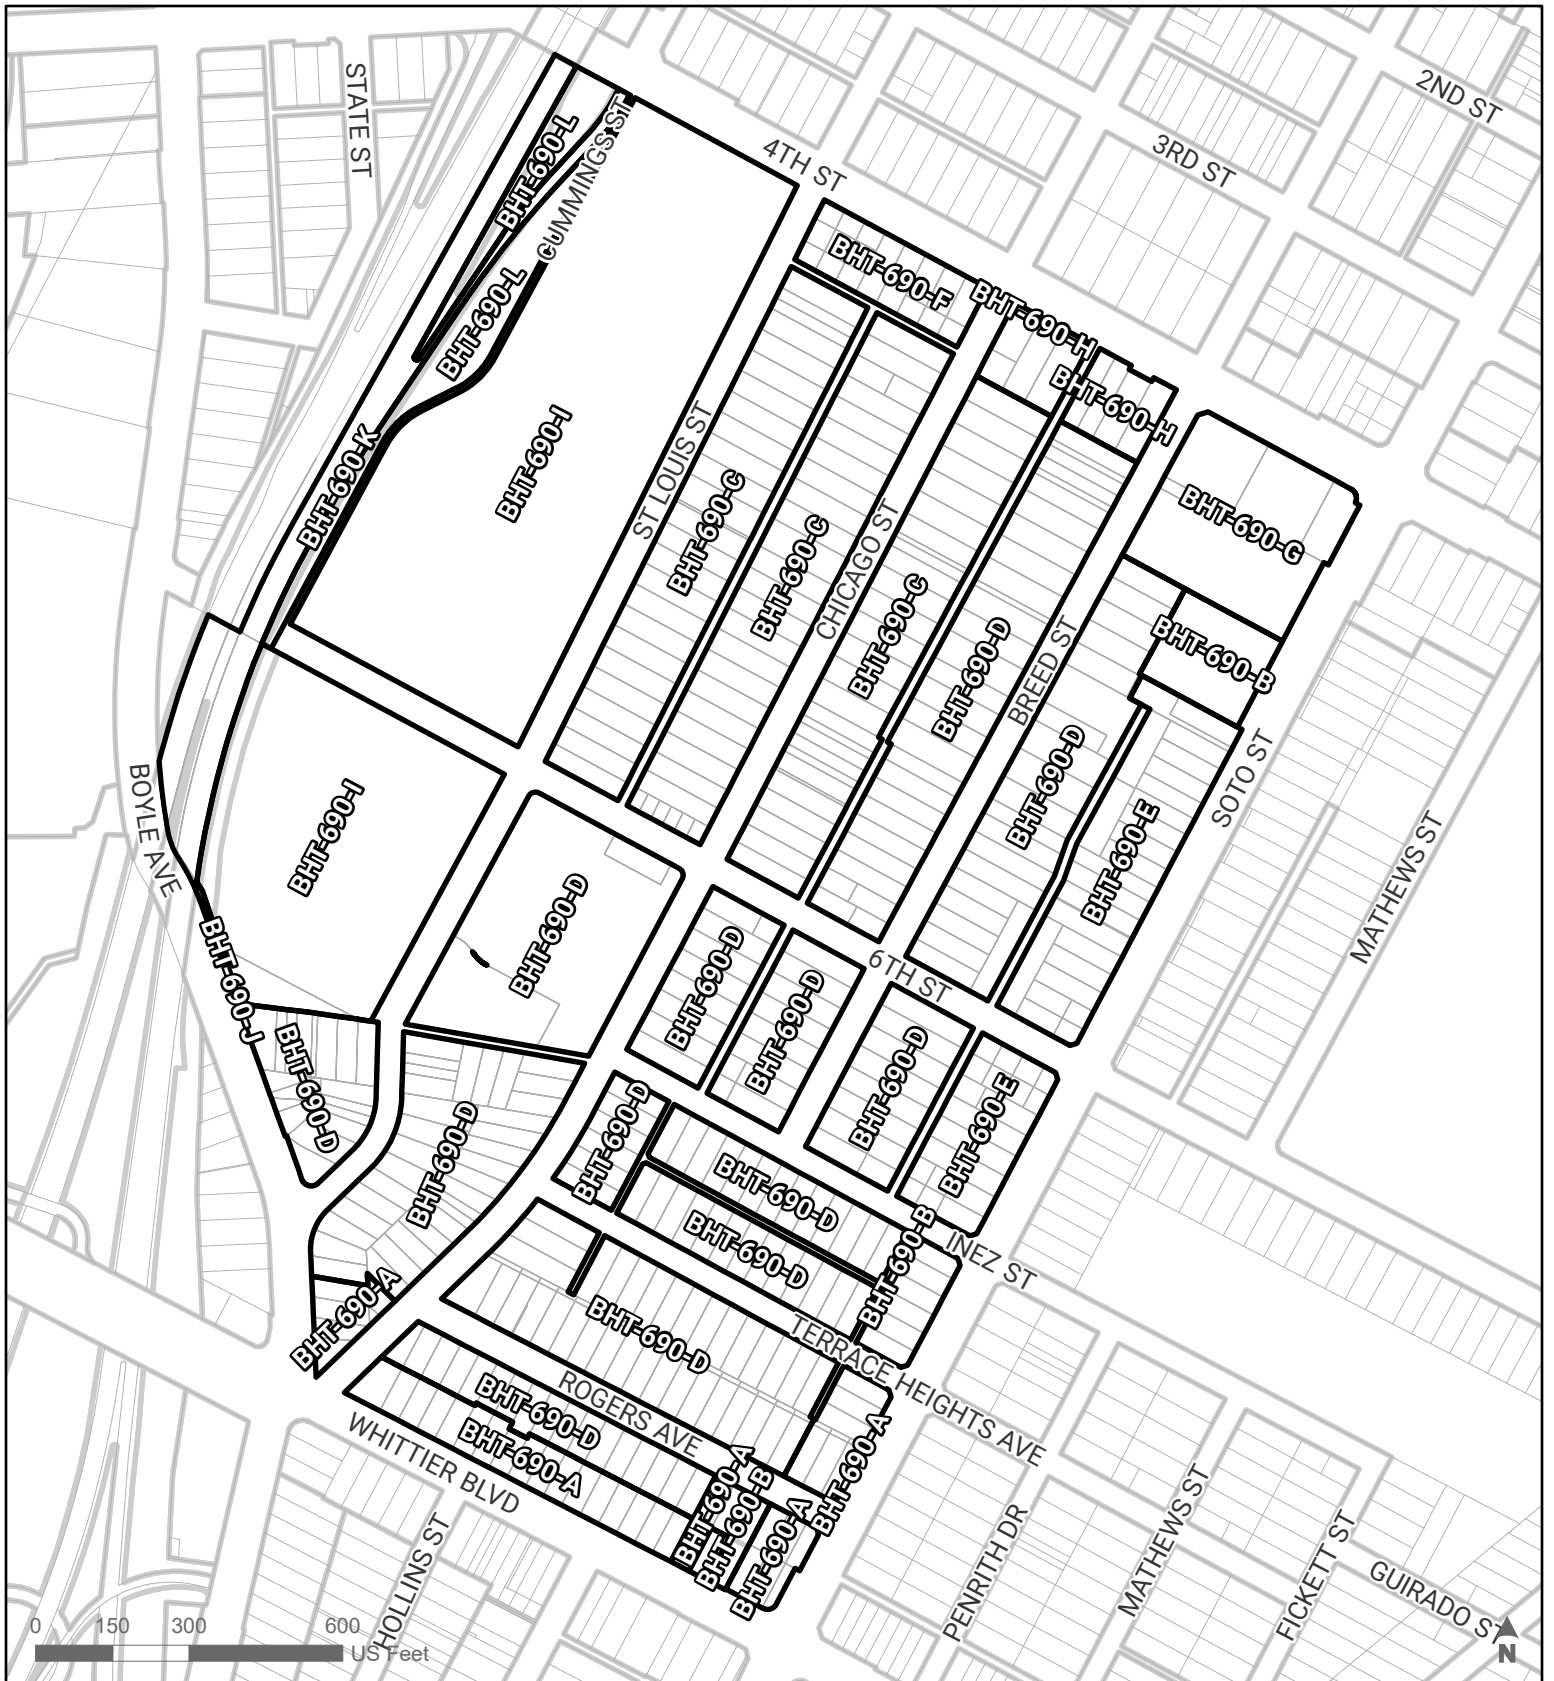 2ND ST
STATE ST
BHT-690-L
CUMMINGS ST
4TH ST
3RD ST
BHT-690-F
BHT-690-L
BHT-690-H
BHT-690-H
BHT-690-K
BHT-690-I
ST LOUIS ST
BHT-690-C
BHT-690-G
BHT-690-C
CHICAGO ST
BHT-690-C
BHT-690-B
BHT-690-D
BREED ST
BHT-690-D
SOTO ST
BOYLE AVE
BHT-690-I
BHT-690-E
MATHEWS ST
BHT-690-D
BHT-690-J
BHT-690-D
BHT-690-D
6TH ST
BHT-690-D
BHT-690-D
BHT-690-E
BHT-690-D
BHT-690-D
BHT-690-D
BHT-690-D
BHT-690-B
INEZ ST
BHT-690-A
BHT-690-D
TERRACE HEIGHTS AVE
BHT-690-D
ROGERS AVE
BHT-690-A
BHT-690-A
WHITTIER BLVD
BHT-690-A
BHT-690-B
BHT-690-A
HOLLINS ST
PENRITH DR
MATHEWS ST
FICKETT ST
GUIRADO ST
0 150 300 600
US Feet
N